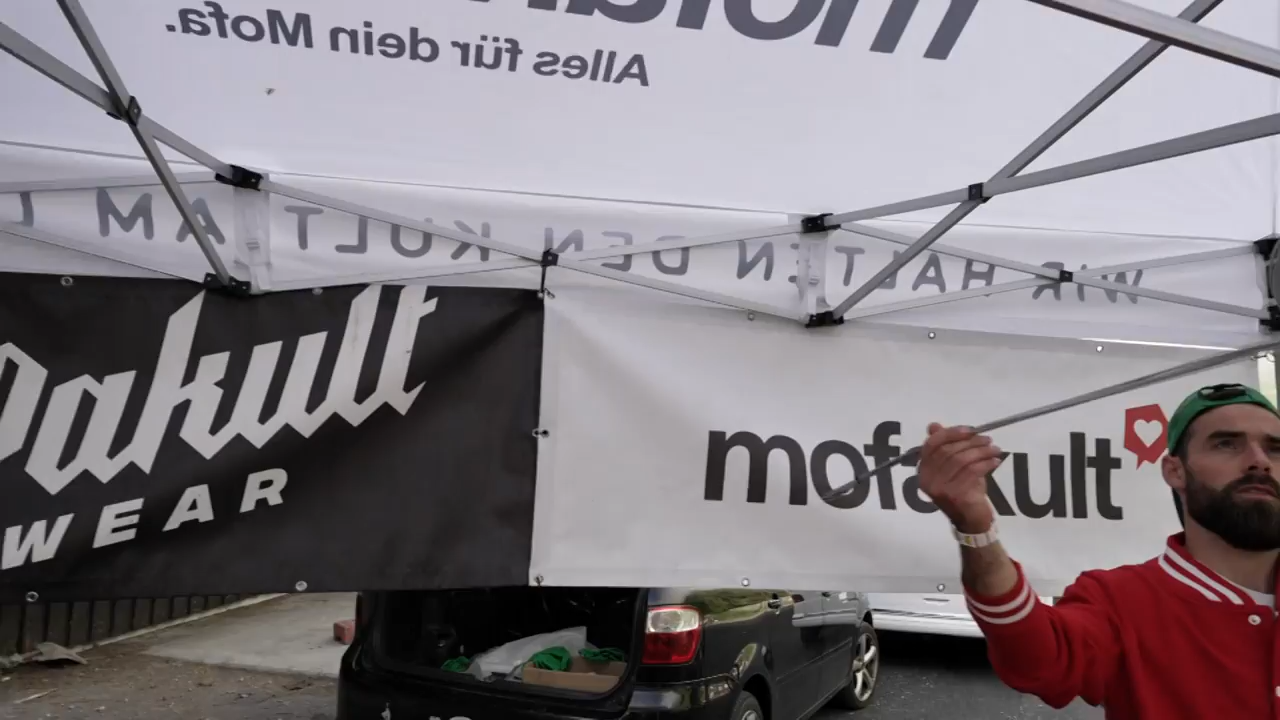 Alles für dein Mofa.
WIR HALTEN DEN KULT AM
akult
WEAR
mofakult